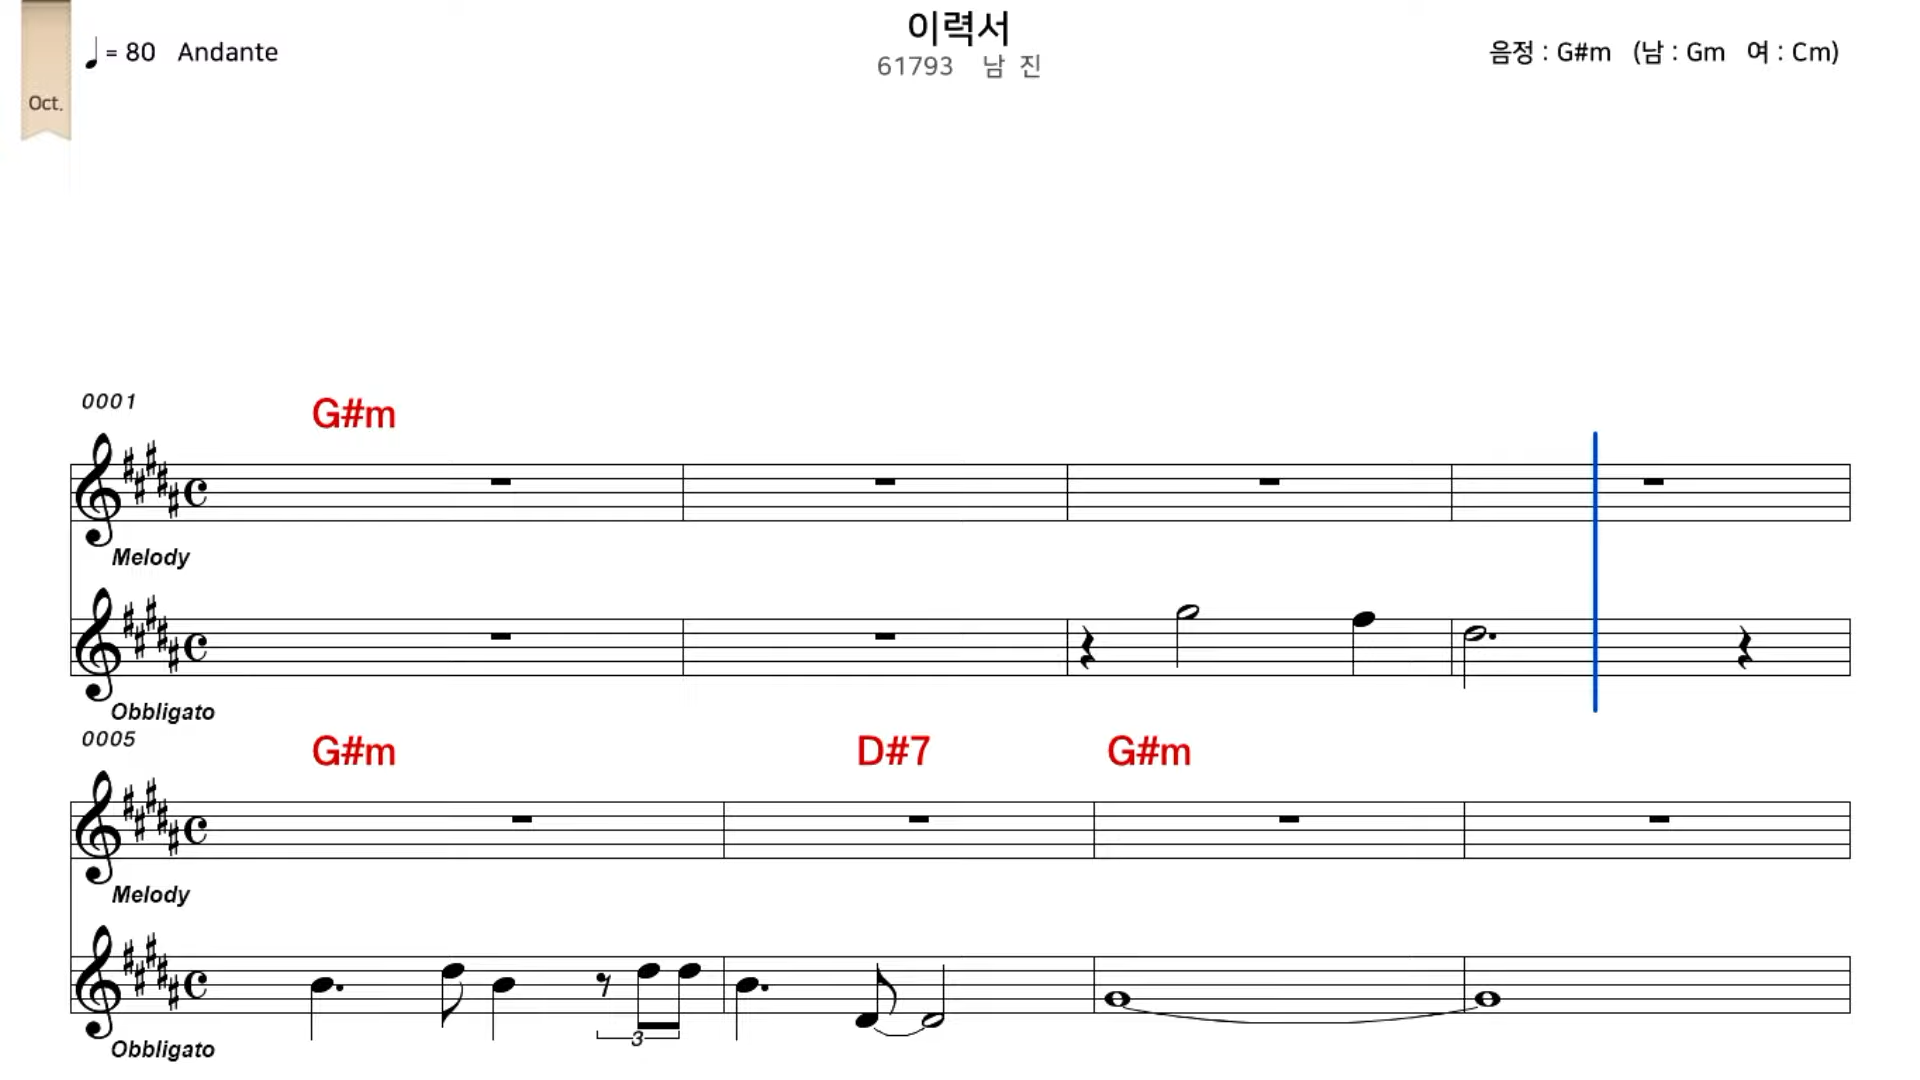 이력서
♩ = 80 Andante
61793 남 진
음정 : G#m (남 : Gm 여 : Cm)
Oct.
0001
G#m
Melody
Obbligato
0005
G#m D#7 G#m
Melody
3
Obbligato